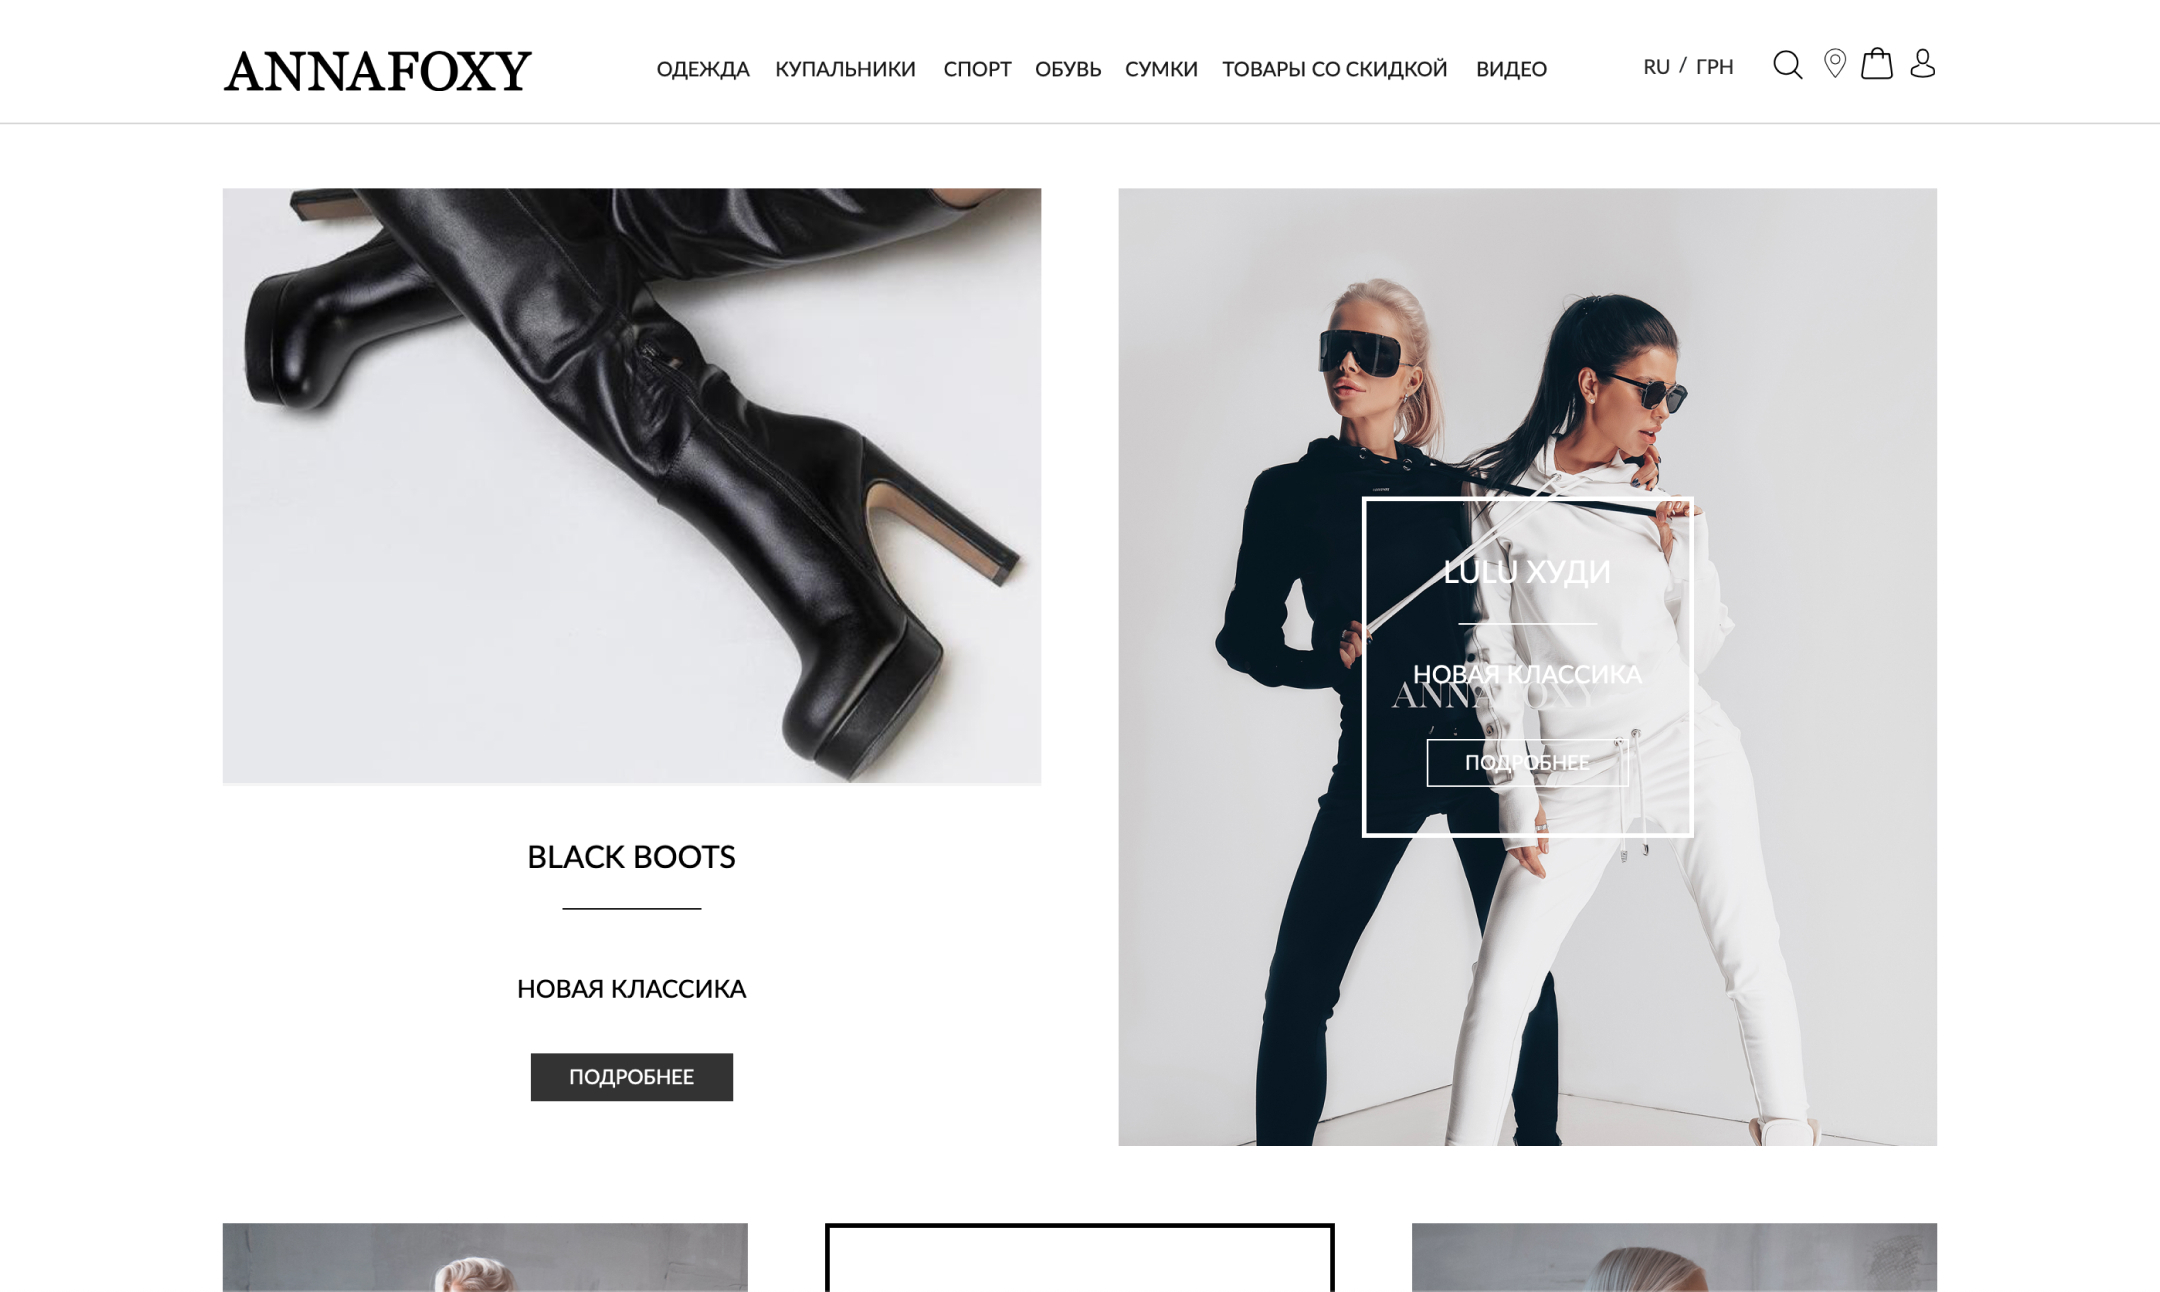 ANNAFOXY
ОДЕЖДА КУПАЛЬНИКИ СПОРТ ОБУВЬ СУМКИ ТОВАРЫ СО СКИДКОЙ ВИДЕО
RU / ГРН
LULU ХУДИ
НОВАЯ КЛАССИКА
ANNAFOXY
ПОДРОБНЕЕ
BLACK BOOTS
НОВАЯ КЛАССИКА
ПОДРОБНЕЕ